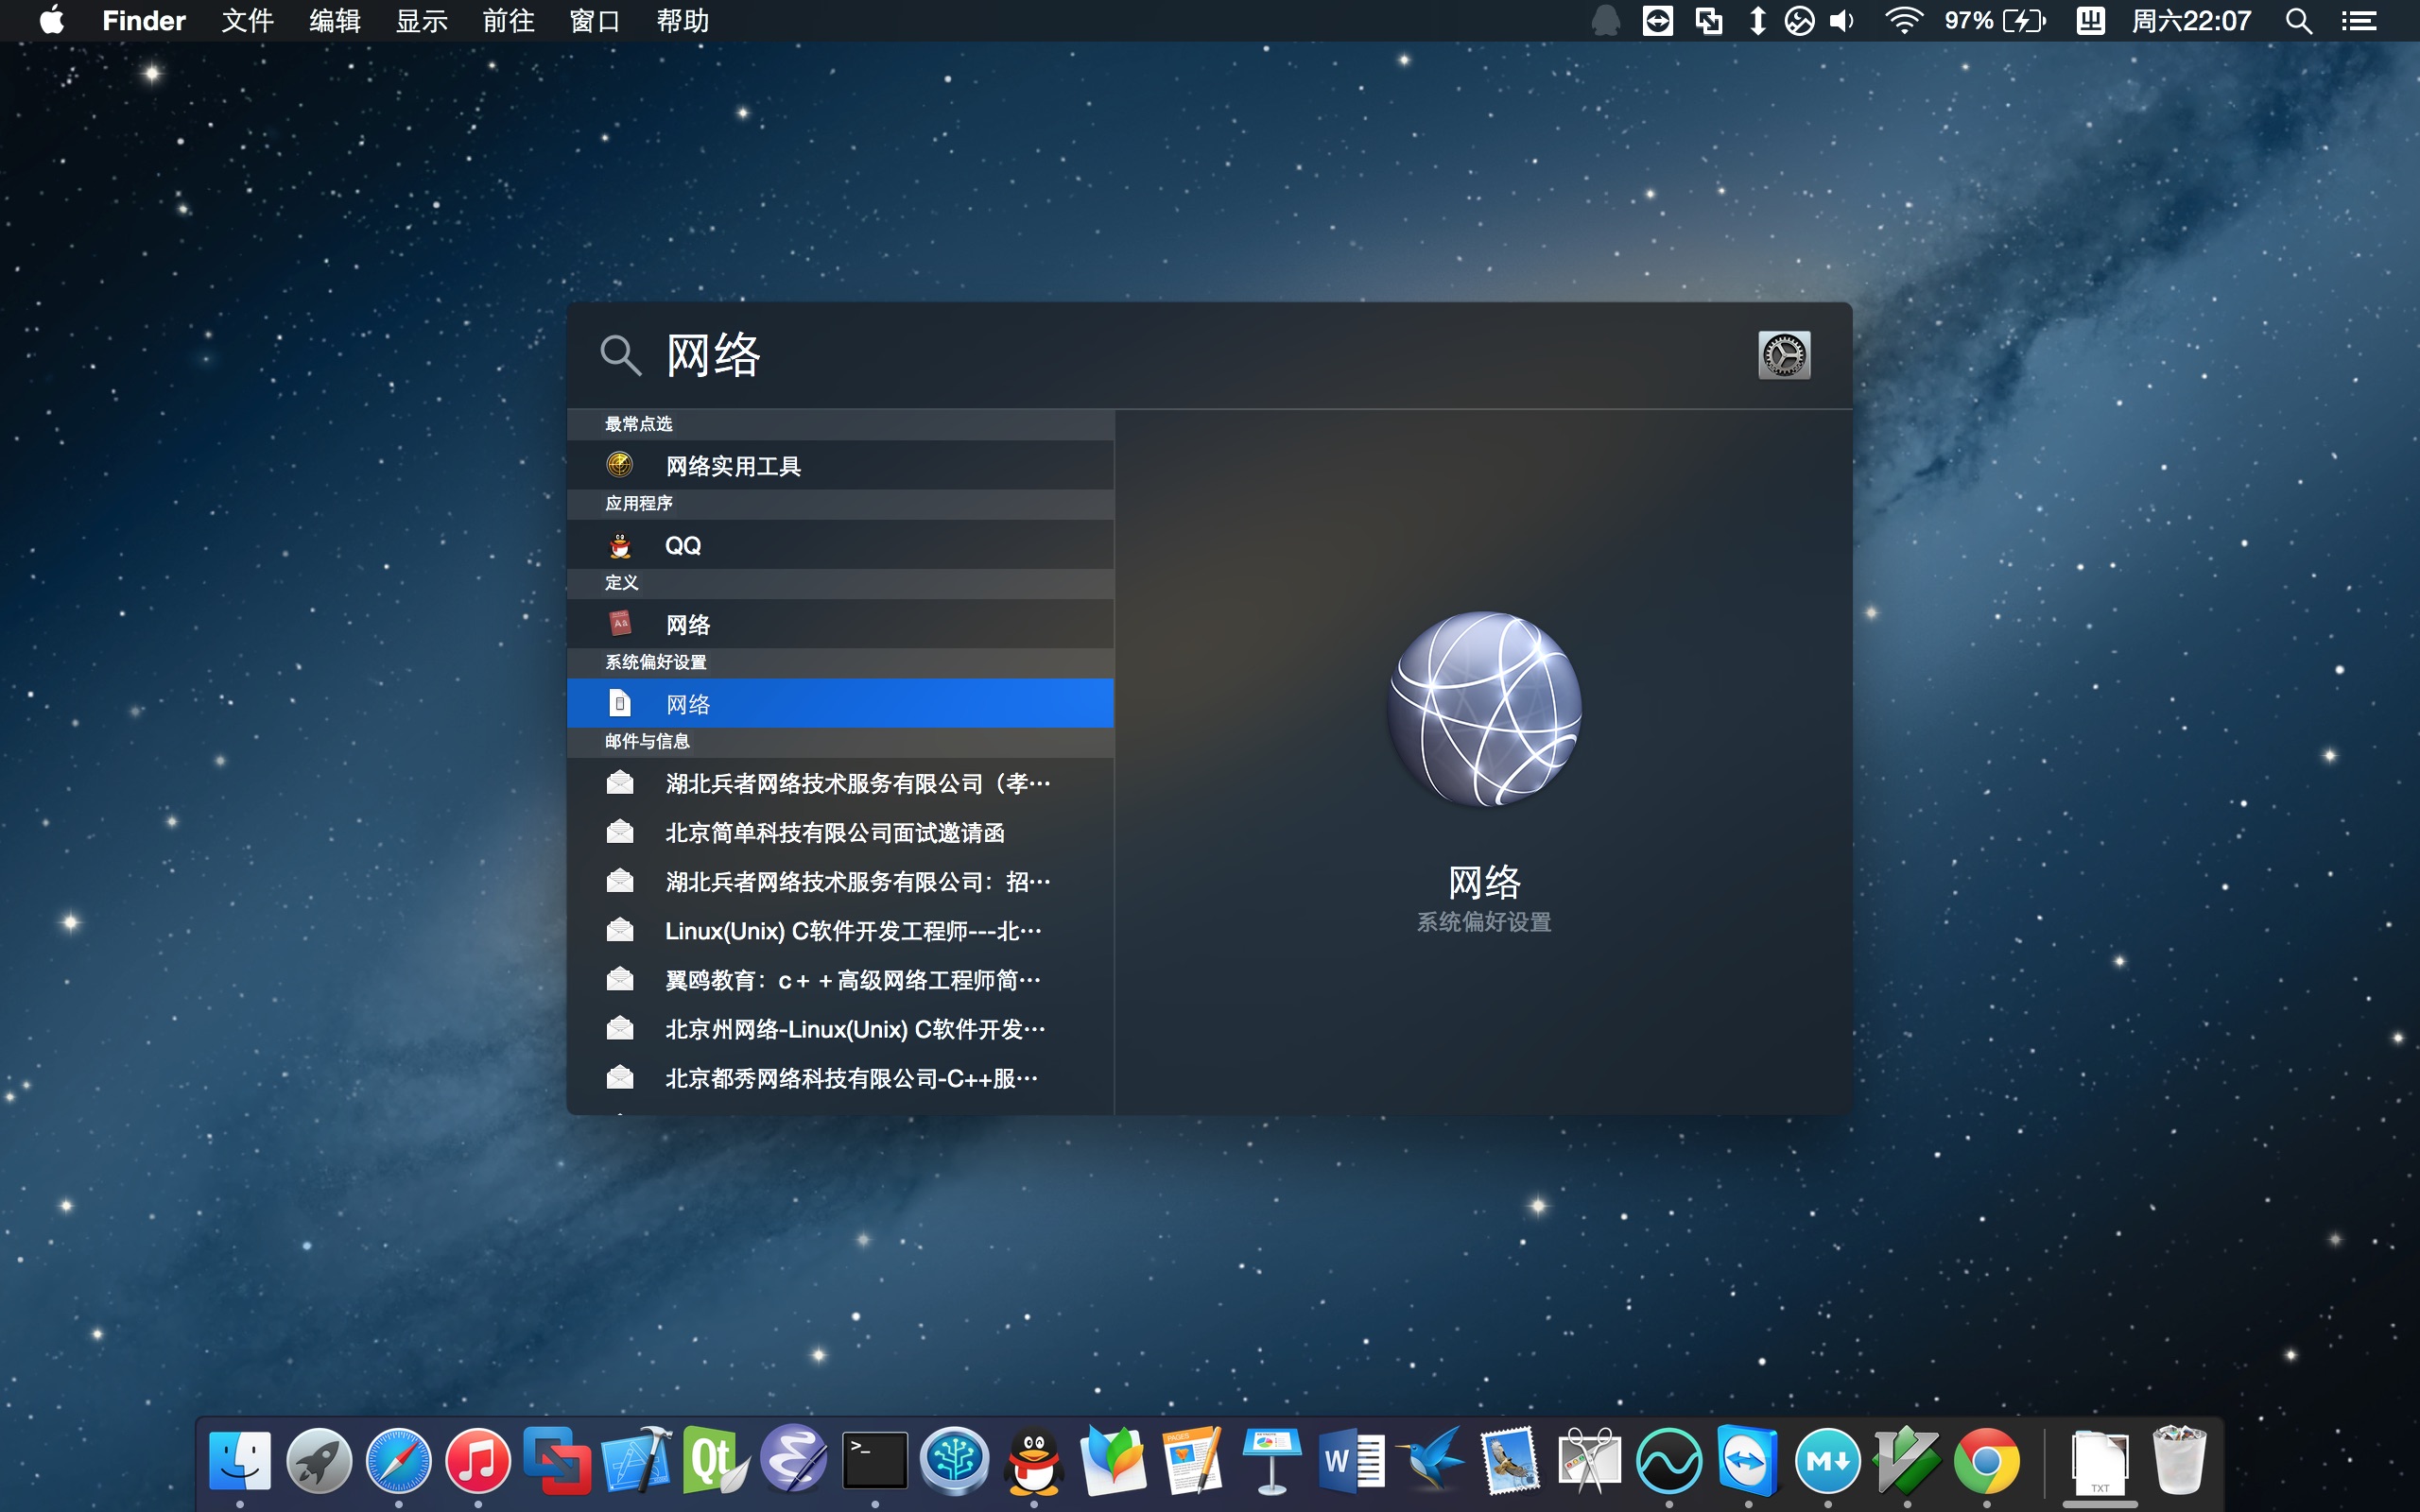 Finder 文件 编辑 显示 前往 窗口 帮助 97% 周六22:07
网络
最常点选
网络实用工具
应用程序
QQ
定义
Aa 网络
系统偏好设置
网络
邮件与信息
湖北兵者网络技术服务有限公司（孝…
北京简单科技有限公司面试邀请函
湖北兵者网络技术服务有限公司：招…
Linux(Unix) C软件开发工程师---北…
翼鸥教育：c++高级网络工程师简…
北京州网络-Linux(Unix) C软件开发…
北京都秀网络科技有限公司-C++服…
网络
系统偏好设置
Qt >_ PAGES W M TXT